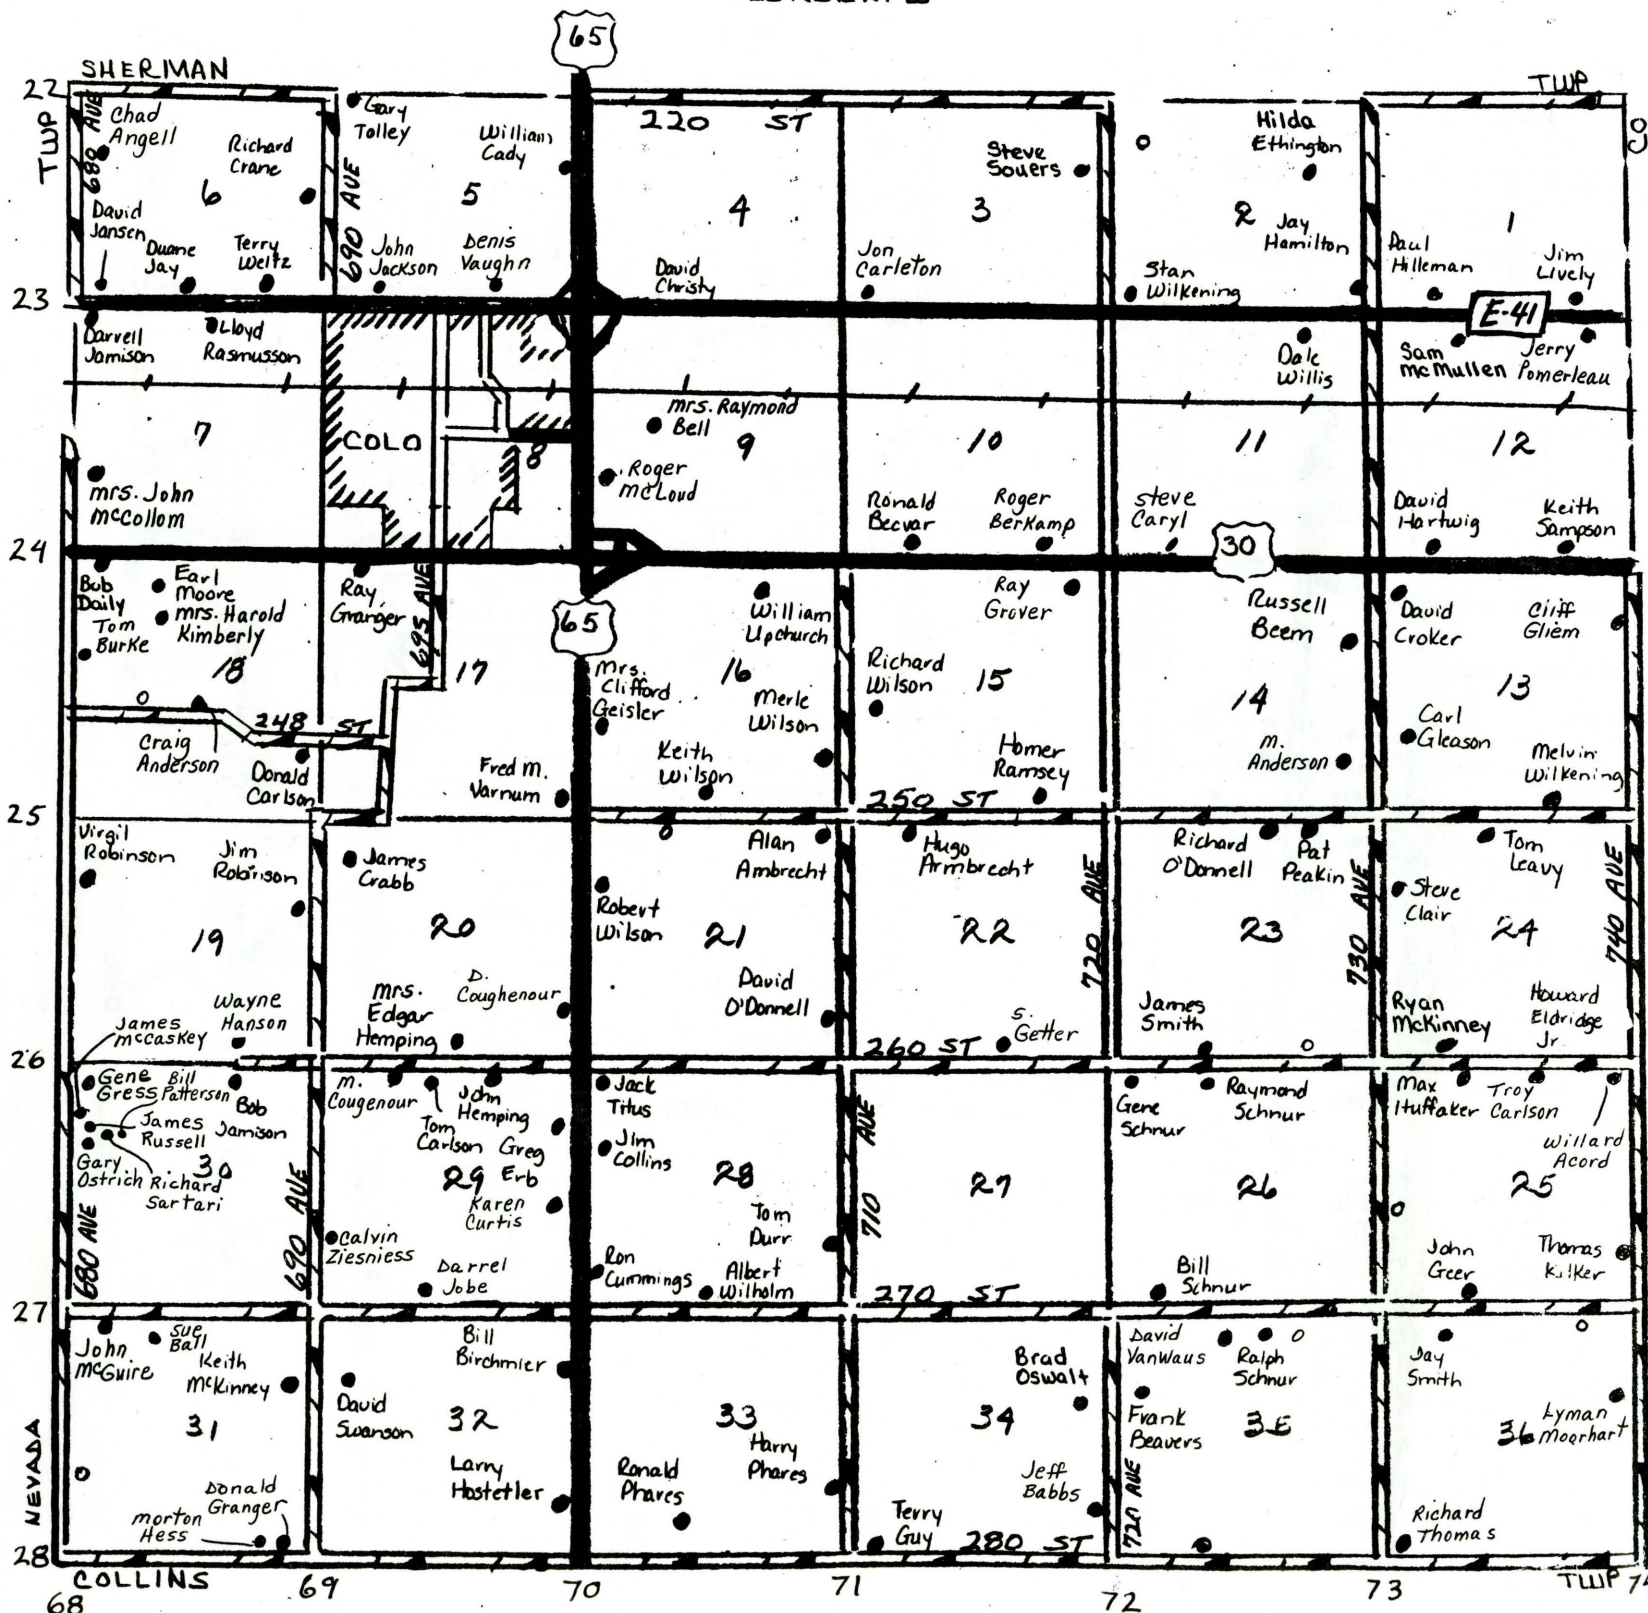 65
SHERMAN
TWP
22
TWP
680 AVE
Chad
Angell
Richard
Crane
6
David
Jansen
Duane
Jay
Terry
Weltz
690 AVE
Gary
Tolley
William
Cady
5
John
Jackson
Denis
Vaughn
220 ST
4
David
Christy
Steve
Souers
3
Jon
Carleton
Hilda
Ethington
2
Jay
Hamilton
Stan
Wilkening
1
Paul
Hilleman
Jim
Lively
CO
23
E-41
Darrell
Jamison
Lloyd
Rasmusson
7
mrs. John
McCollom
COLO
8
mrs. Raymond
Bell
9
Roger
McLoud
10
Ronald
Becvar
Roger
Berkamp
Dale
Willis
11
Steve
Caryl
Sam
McMullen
Jerry
Pomerleau
12
David
Hartwig
Keith
Sampson
24
30
Bub
Daily
Earl
Moore
Tom
Burke
mrs. Harold
Kimberly
18
248 ST
Craig
Anderson
Donald
Carlson
Ray
Granger
695 AVE
17
Fred M.
Varnum
65
William
Upchurch
Mrs.
Clifford
Geisler
16
Merle
Wilson
Keith
Wilson
Ray
Grover
Richard
Wilson
15
Homer
Ramsey
250 ST
Russell
Beem
14
M.
Anderson
David
Croker
Cliff
Gliem
13
Carl
Gleason
Melvin
Wilkening
25
Virgil
Robinson
Jim
Robinson
19
Wayne
Hanson
James
McCaskey
James
Crabb
20
Mrs.
Edgar
Hemping
D.
Coughenour
Alan
Ambrecht
Robert
Wilson
21
David
O'Donnell
Hugo
Armbrecht
22
S.
Getter
260 ST
720 AVE
Richard
O'Donnell
Pat
Peakin
23
James
Smith
730 AVE
Tom
Leavy
Steve
Clair
24
Ryan
McKinney
Howard
Eldridge
Jr.
740 AVE
26
Gene
Gress
Bill
Patterson
Bob
Jamison
James
Russell
30
Gary
Ostrich
Richard
Sartari
680 AVE
690 AVE
M.
Cougenour
Tom
Carlson
John
Hemping
Greg
Erb
29
Karen
Curtis
Calvin
Ziesniess
Darrel
Jobe
Jack
Titus
Jim
Collins
28
Tom
Durr
Ron
Cummings
Albert
Wilholm
710 AVE
27
270 ST
Gene
Schnur
Raymond
Schnur
26
Bill
Schnur
Max
Huffaker
Troy
Carlson
Willard
Acord
25
John
Geer
Thomas
Kilker
27
John
McGuire
Sue
Ball
Keith
McKinney
31
Donald
Granger
Morton
Hess
Bill
Birchmier
David
Swanson
32
Larry
Hostetler
33
Harry
Phares
Ronald
Phares
Brad
Oswalt
34
Jeff
Babbs
Terry
Guy
280 ST
720 AVE
David
VanWaus
Ralph
Schnur
Frank
Beavers
35
Jay
Smith
Lyman
Moorhart
36
Richard
Thomas
NEVADA
28
COLLINS
TWP
68
69
70
71
72
73